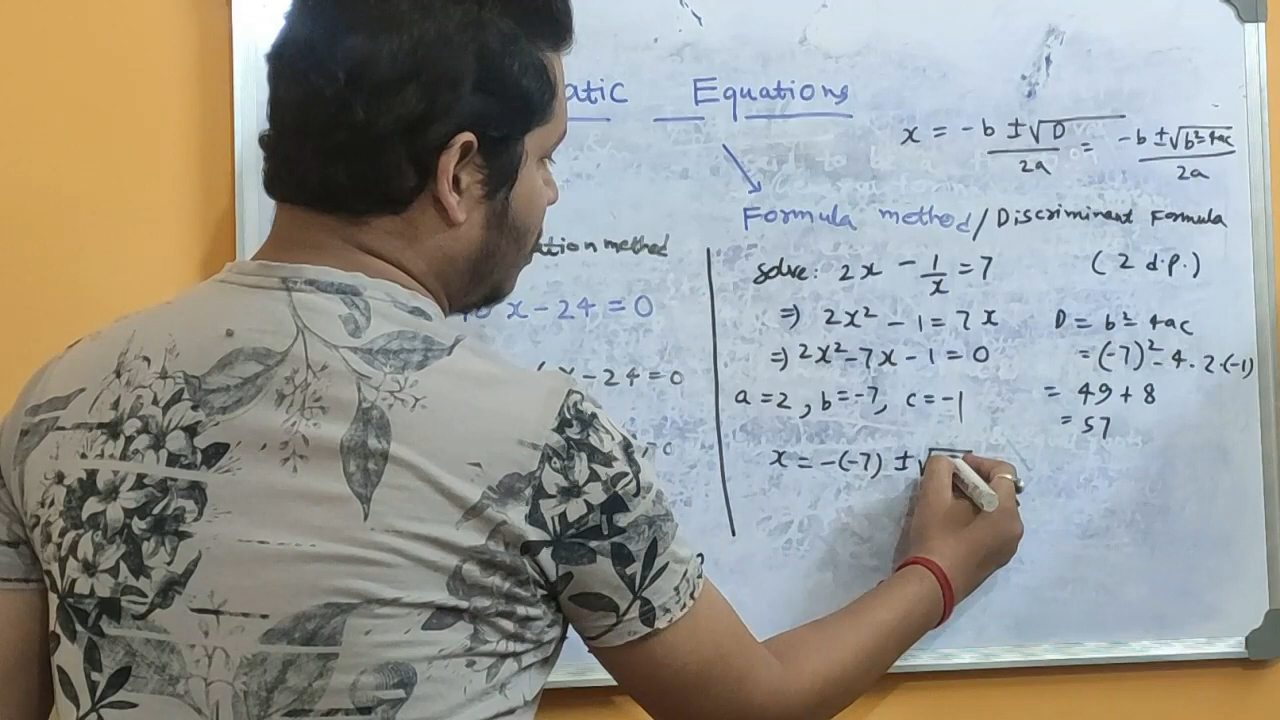 atic Equations
x = -b ±√D / 2a = -b ±√b²-4ac / 2a
Formula method / Discriminant Formula
ation method
x - 24 = 0
x - 24 = 0
solve: 2x - 1/x = 7 (2 d.p.)
⇒ 2x² - 1 = 7x
⇒ 2x² - 7x - 1 = 0
a = 2, b = -7, c = -1
x = -(-7) ±√
D = b² - 4ac
= (-7)² - 4 . 2 . (-1)
= 49 + 8
= 57